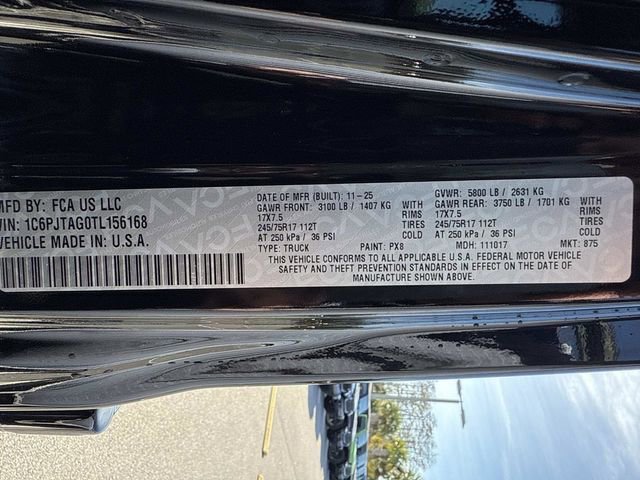 MFD BY: FCA US LLC
VIN: 1C6PJTAG0TL156168
VEHICLE MADE IN: U.S.A.
DATE OF MFR (BUILT): 11-25
GAWR FRONT: 3100 LB / 1407 KG WITH
17X7.5 RIMS
245/75R17 112T TIRES
AT 250 kPa / 36 PSI COLD
TYPE: TRUCK PAINT: PX8
GVWR: 5800 LB / 2631 KG
GAWR REAR: 3750 LB / 1701 KG WITH
17X7.5 RIMS
245/75R17 112T TIRES
AT 250 kPa / 36 PSI COLD
MDH: 111017 MKT: 875
THIS VEHICLE CONFORMS TO ALL APPLICABLE U.S.A. FEDERAL MOTOR VEHICLE
SAFETY AND THEFT PREVENTION STANDARDS IN EFFECT ON THE DATE OF
MANUFACTURE SHOWN ABOVE.